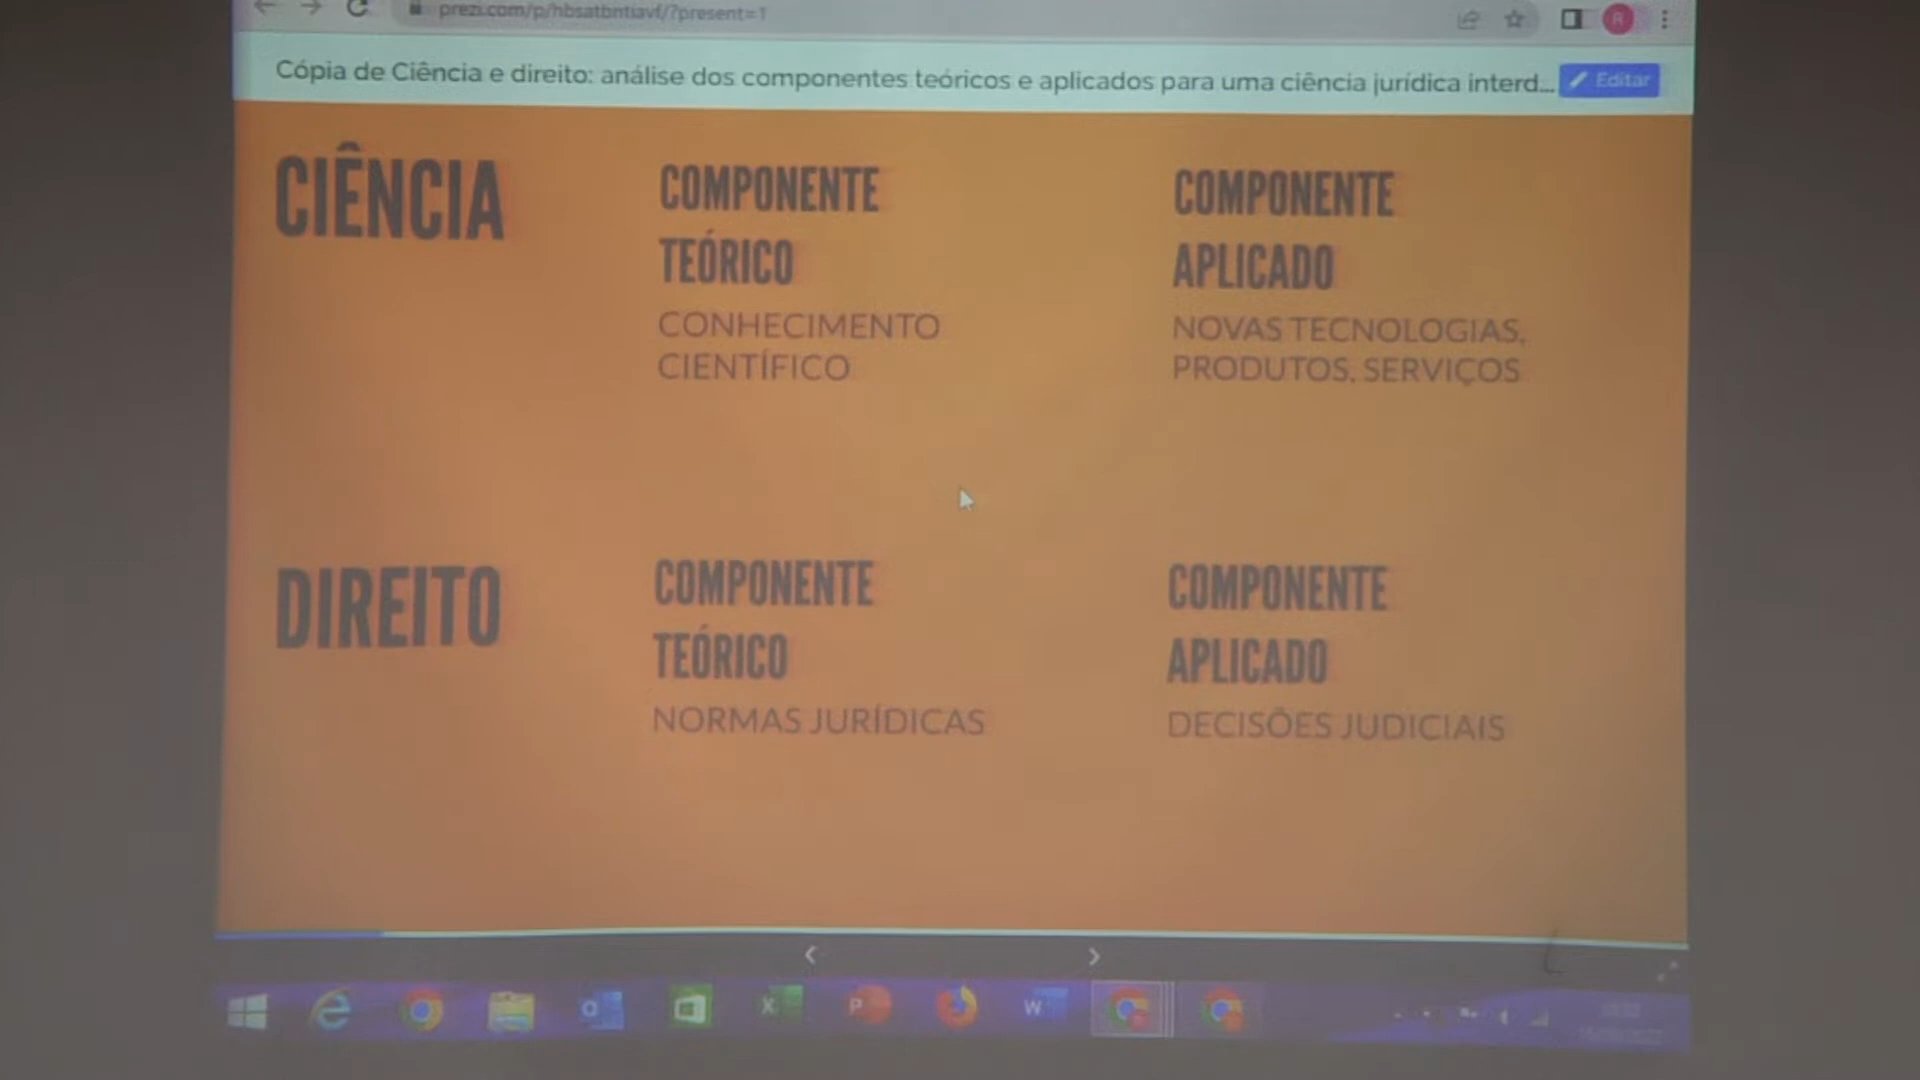 prezi.com/p/hbsatbntiavf/?present=1
Cópia de Ciência e direito: análise dos componentes teóricos e aplicados para uma ciência jurídica interd...
Editar
CIÊNCIA
COMPONENTE
TEÓRICO
CONHECIMENTO
CIENTÍFICO
COMPONENTE
APLICADO
NOVAS TECNOLOGIAS,
PRODUTOS, SERVIÇOS
DIREITO
COMPONENTE
TEÓRICO
NORMAS JURÍDICAS
COMPONENTE
APLICADO
DECISÕES JUDICIAIS